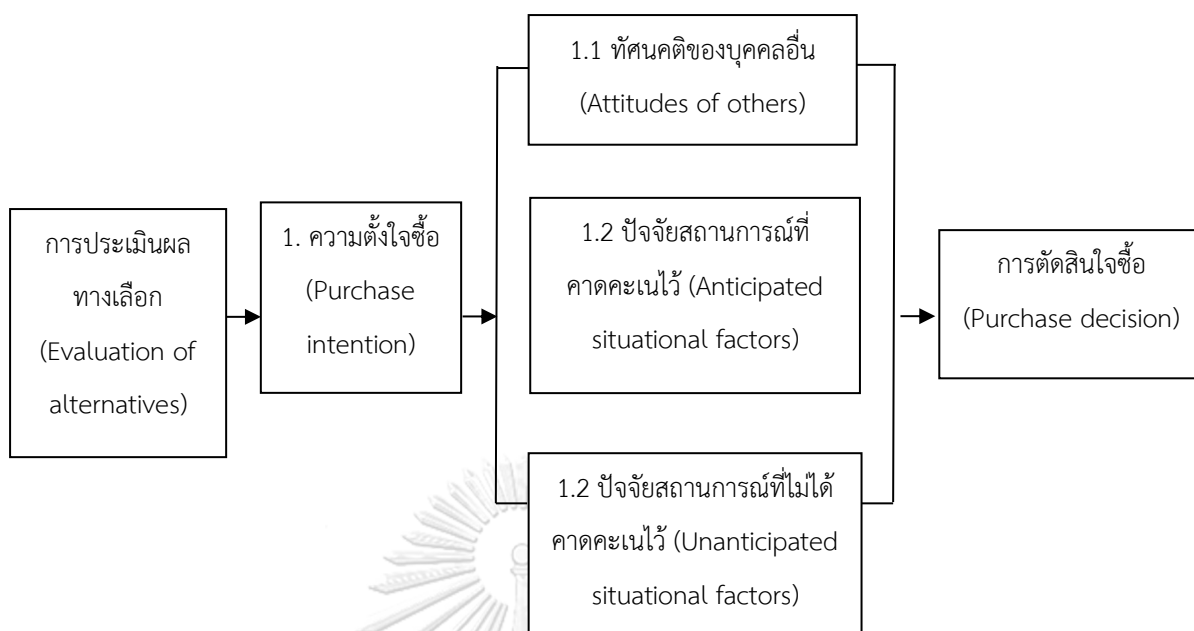 การประเมินผล
ทางเลือก
(Evaluation of
alternatives)
1. ความตั้งใจซื้อ
(Purchase
intention)
1.1 ทัศนคติของบุคคลอื่น
(Attitudes of others)
1.2 ปัจจัยสถานการณ์ที่
คาดคะเนไว้ (Anticipated
situational factors)
1.2 ปัจจัยสถานการณ์ที่ไม่ได้
คาดคะเนไว้ (Unanticipated
situational factors)
การตัดสินใจซื้อ
(Purchase decision)